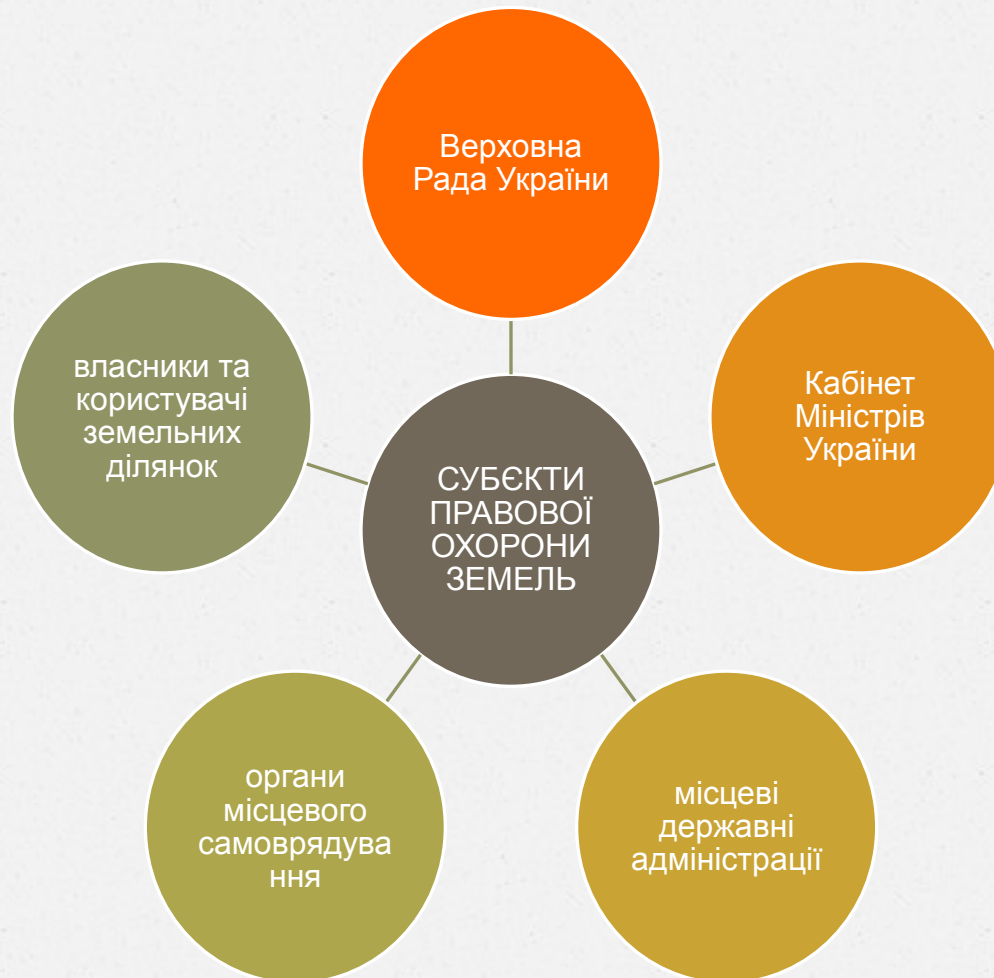 Верховна
Рада України
Кабінет
Міністрів
України
місцеві
державні
адміністрації
органи
місцевого
самоврядува
ння
власники та
користувачі
земельних
ділянок
СУБЄКТИ
ПРАВОВОЇ
ОХОРОНИ
ЗЕМЕЛЬ